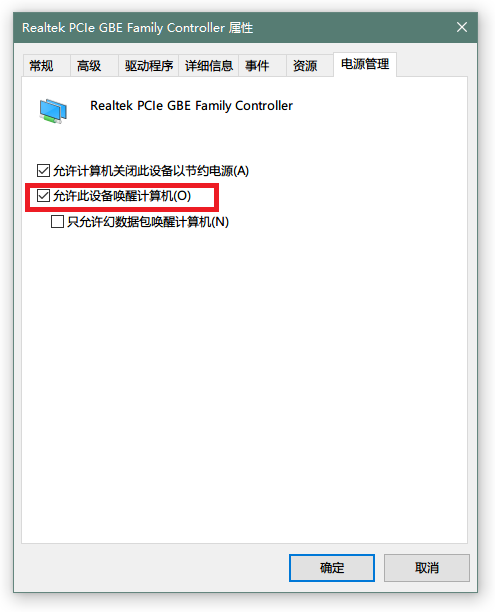 Realtek PCIe GBE Family Controller 属性
常规 高级 驱动程序 详细信息 事件 资源 电源管理
Realtek PCIe GBE Family Controller
允许计算机关闭此设备以节约电源(A)
允许此设备唤醒计算机(O)
只允许幻数据包唤醒计算机(N)
确定 取消